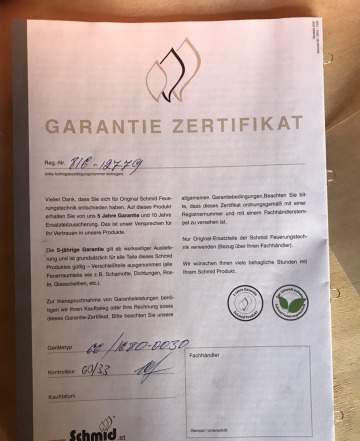 GARANTIE ZERTIFIKAT
Reg.-Nr. 816-12779
Vielen Dank, dass Sie sich für Original Schmid Feue-
rungstechnik entschieden haben. Auf dieses Produkt
erhalten Sie von uns 5 Jahre Garantie und 10 Jahre
Ersatzteilzusicherung. Das ist unser Versprechen für
Ihr Vertrauen in unsere Produkte.
Die 5-jährige Garantie gilt ab werkseitiger Ausliefe-
rung und ist grundsätzlich für alle Teile dieses Schmid
Produktes gültig – Verschleißteile ausgenommen (alle
Feuerraumteile wie z.B. Schamotte, Dichtungen, Ros-
te, Glasscheiben, etc.).
Zur Inanspruchnahme von Garantieleistungen benö-
tigen wir Ihren Kaufbeleg oder Ihre Rechnung sowie
dieses Garantie-Zertifikat. Bitte beachten Sie unsere
allgemeinen Garantiebedingungen. Beachten Sie bit-
te, dass dieses Zertifikat ordnungsgemäß mit einer
Registriernummer und mit einem Fachhändlerstem-
pel zu versehen ist.
Nur Original-Ersatzteile der Schmid Feuerungstech-
nik verwenden (Bezug über Ihren Fachhändler).
Wir wünschen Ihnen viele behagliche Stunden mit
Ihrem Schmid Produkt.
Gerätetyp
Kontrolleur 60/33
Kaufdatum
Fachhändler
www.Schmid.st